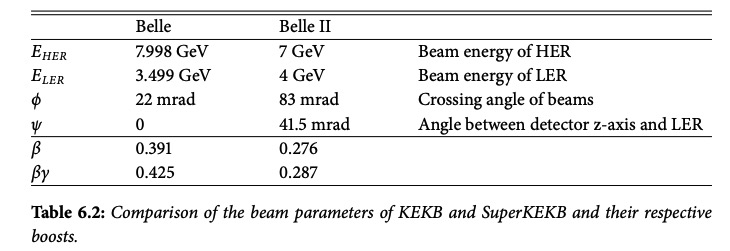 Belle Belle II
E_HER 7.998 GeV 7 GeV Beam energy of HER
E_LER 3.499 GeV 4 GeV Beam energy of LER
ϕ 22 mrad 83 mrad Crossing angle of beams
ψ 0 41.5 mrad Angle between detector z-axis and LER
β 0.391 0.276
βγ 0.425 0.287
Table 6.2: Comparison of the beam parameters of KEKB and SuperKEKB and their respective
boosts.